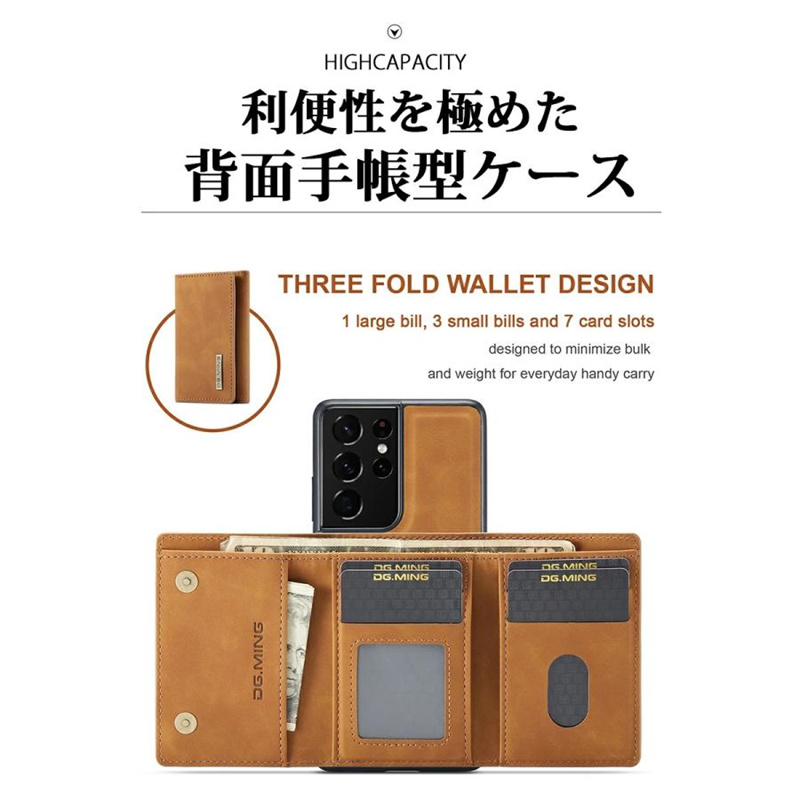 HIGHCAPACITY
利便性を極めた
背面手帳型ケース
THREE FOLD WALLET DESIGN
1 large bill, 3 small bills and 7 card slots
designed to minimize bulk
and weight for everyday handy carry
DG.MING
DG.MING
DG.MING
DG.MING
DG.MING